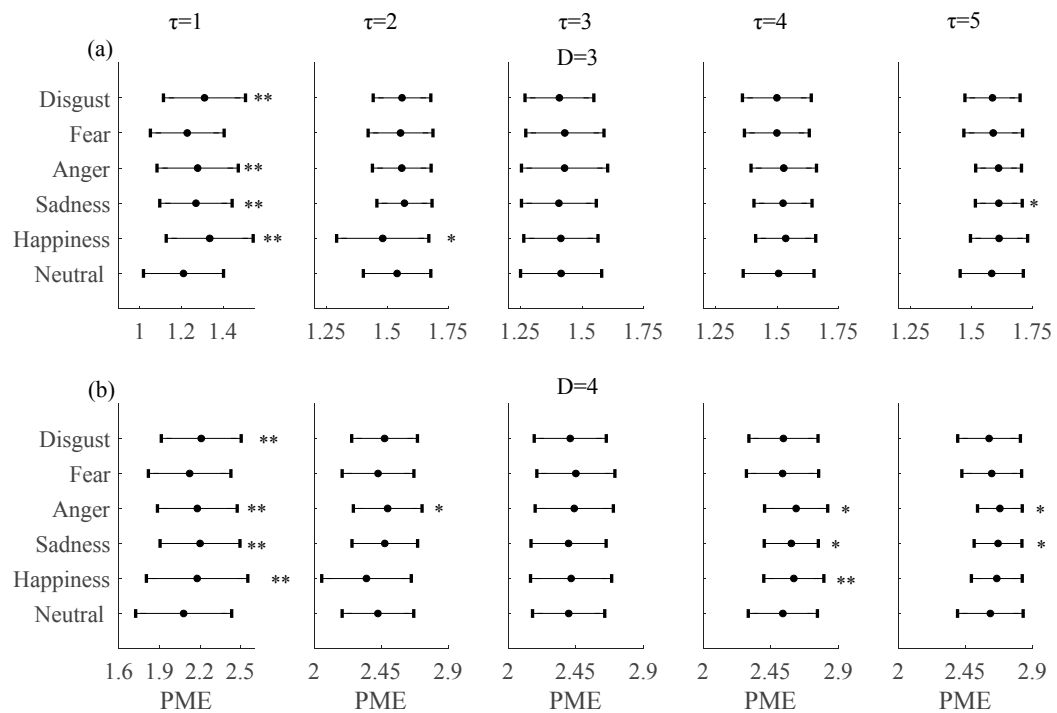 τ=1 τ=2 τ=3 τ=4 τ=5
(a) D=3
Disgust **
Fear
Anger **
Sadness ** *
Happiness ** *
Neutral
1 1.2 1.4 1.25 1.5 1.75 1.25 1.5 1.75 1.25 1.5 1.75 1.25 1.5 1.75
(b) D=4
Disgust **
Fear
Anger ** * * *
Sadness ** * *
Happiness ** **
Neutral
1.6 1.9 2.2 2.5 2 2.45 2.9 2 2.45 2.9 2 2.45 2.9 2 2.45 2.9
PME PME PME PME PME